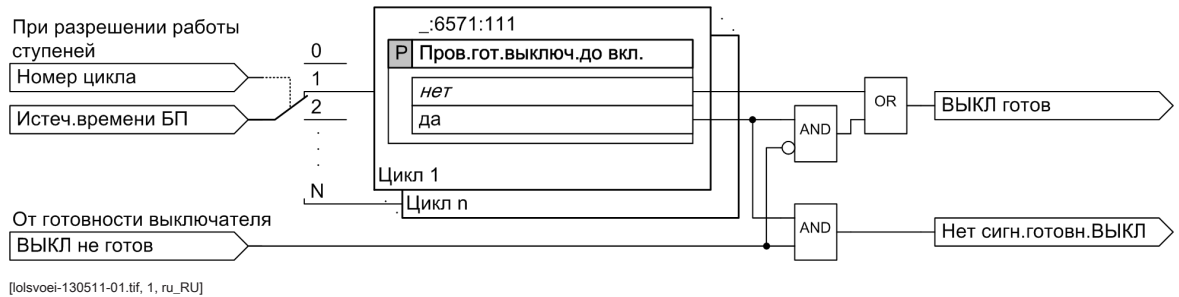 При разрешении работы
ступеней
Номер цикла
Истеч.времени БП
0
1
2
N
_:6571:111
P Пров.гот.выключ.до вкл.
нет
да
Цикл 1
Цикл n
AND
OR
ВЫКЛ готов
От готовности выключателя
ВЫКЛ не готов
AND
Нет сигн.готовн.ВЫКЛ
[lolsvoei-130511-01.tif, 1, ru_RU]